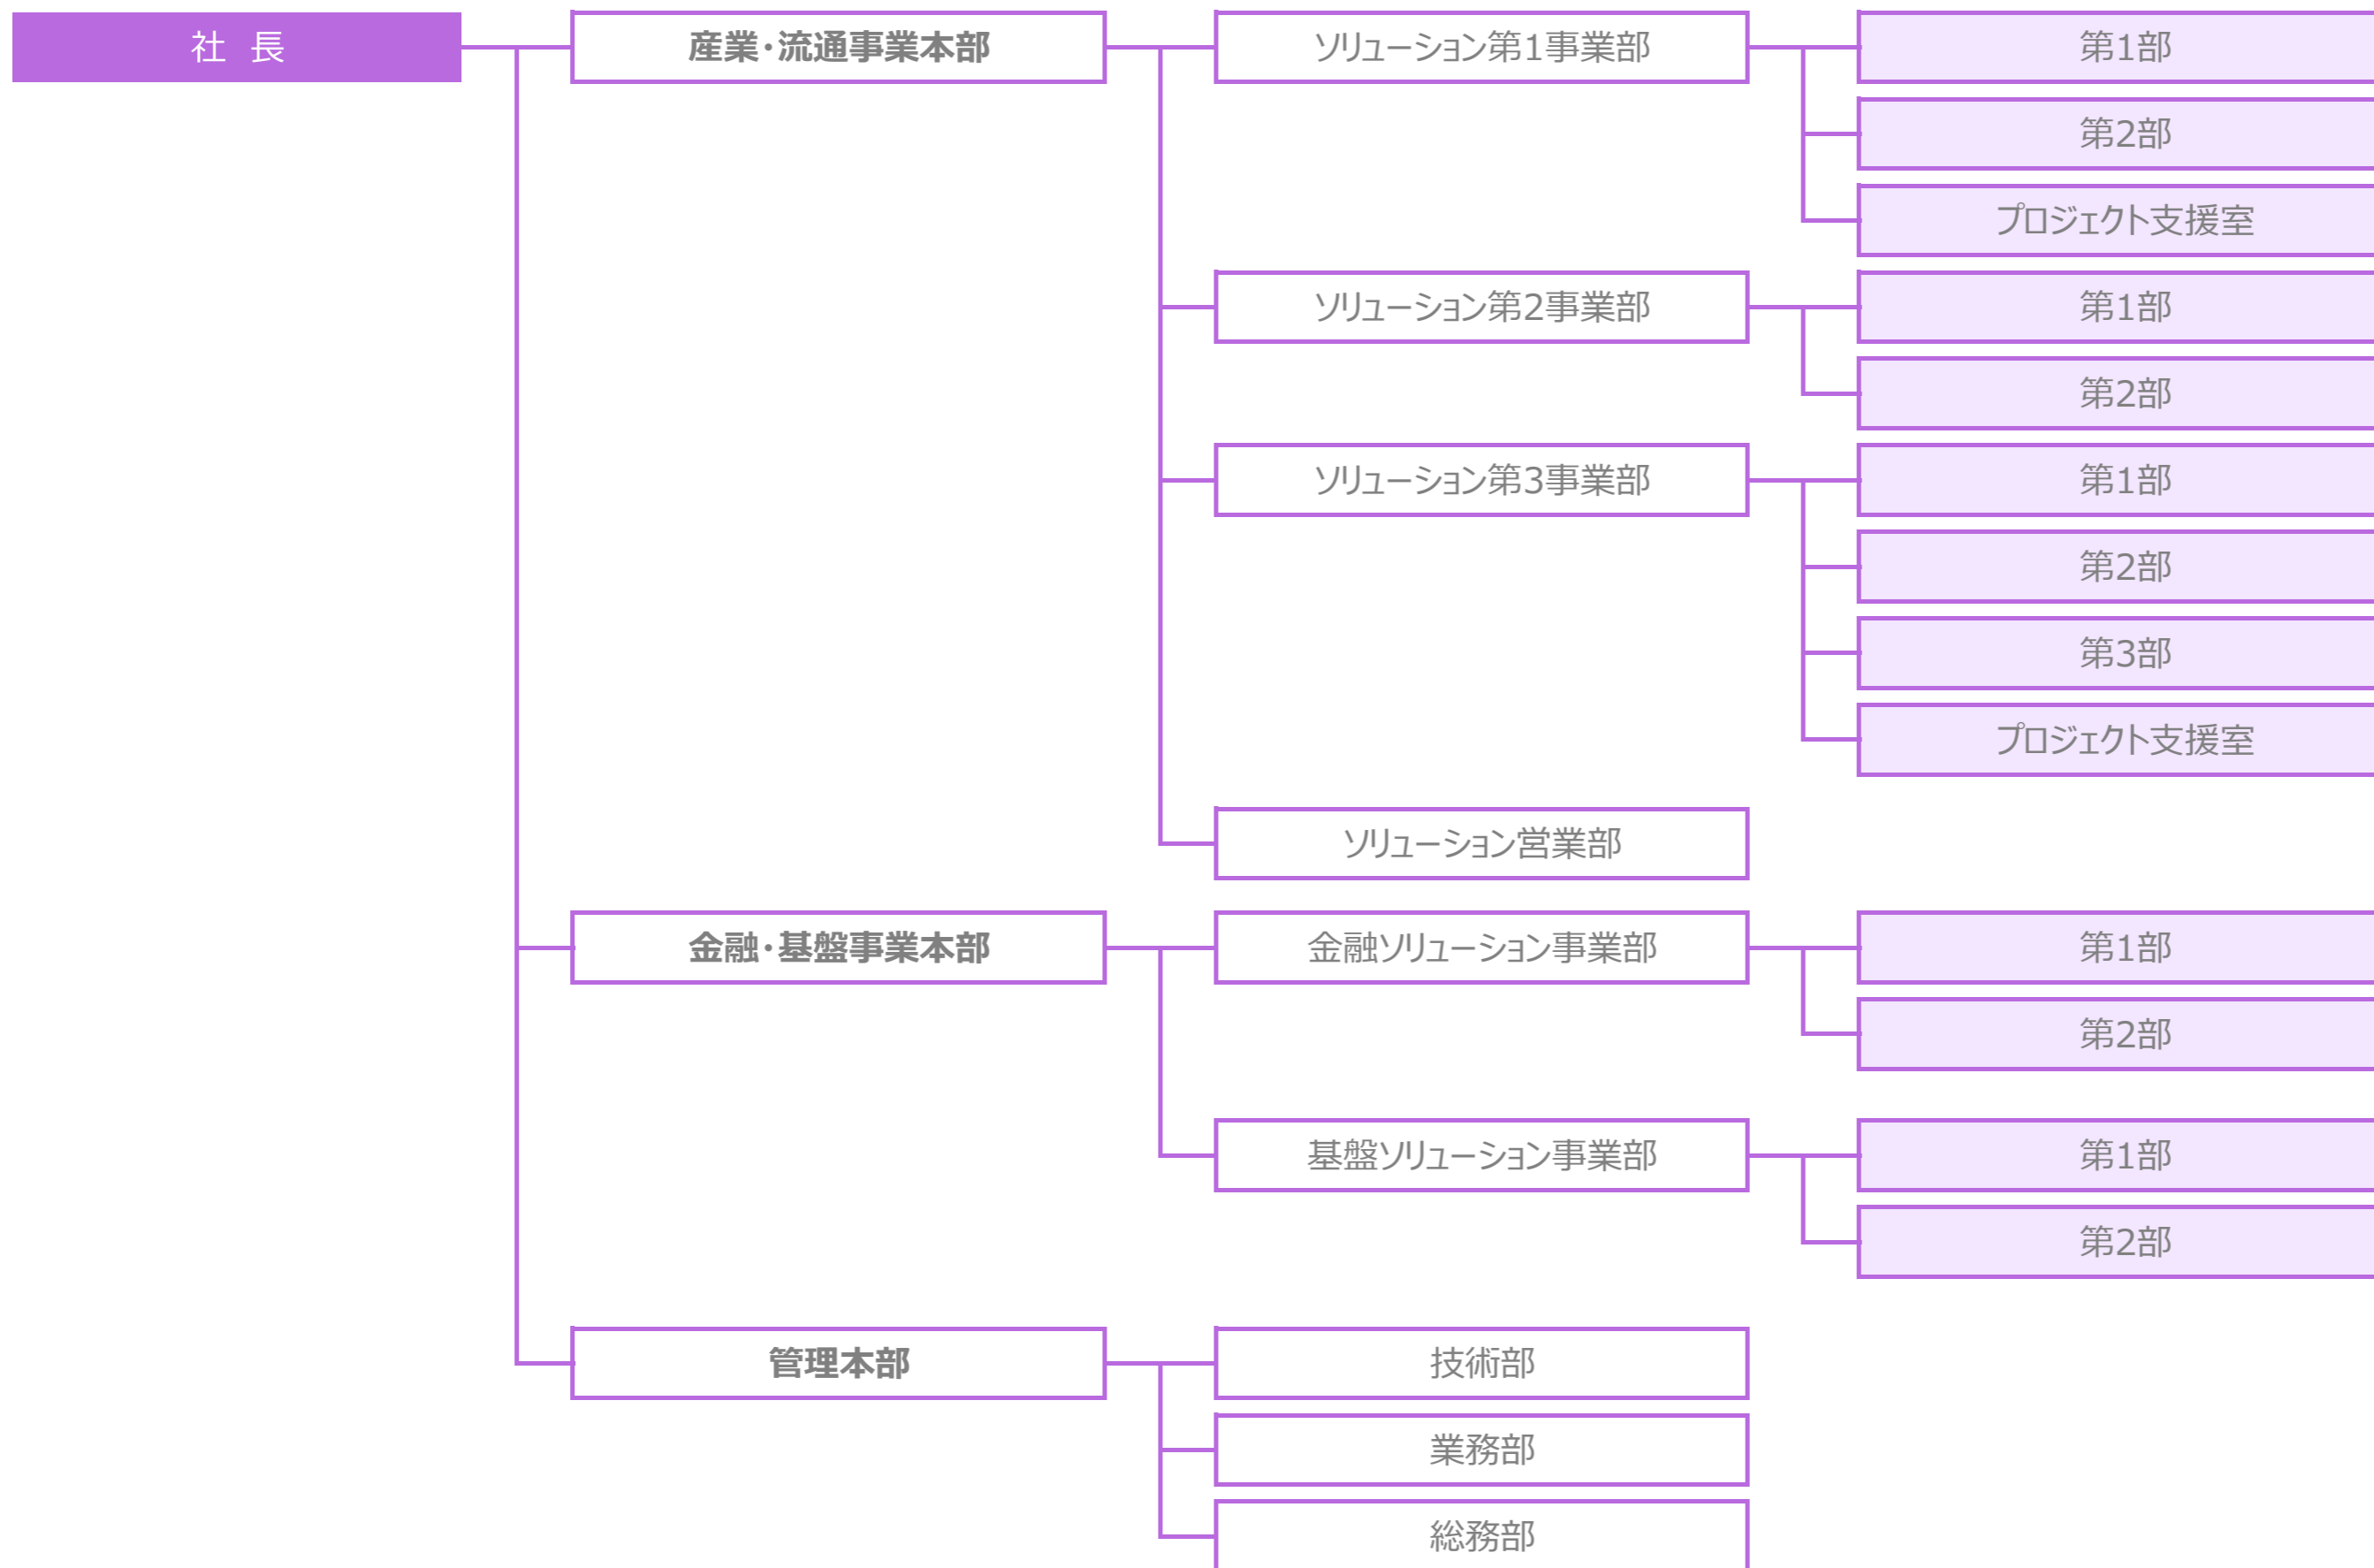 社 長
産業・流通事業本部
ソリューション第1事業部
第1部
第2部
プロジェクト支援室
ソリューション第2事業部
第1部
第2部
ソリューション第3事業部
第1部
第2部
第3部
プロジェクト支援室
ソリューション営業部
金融・基盤事業本部
金融ソリューション事業部
第1部
第2部
基盤ソリューション事業部
第1部
第2部
管理本部
技術部
業務部
総務部